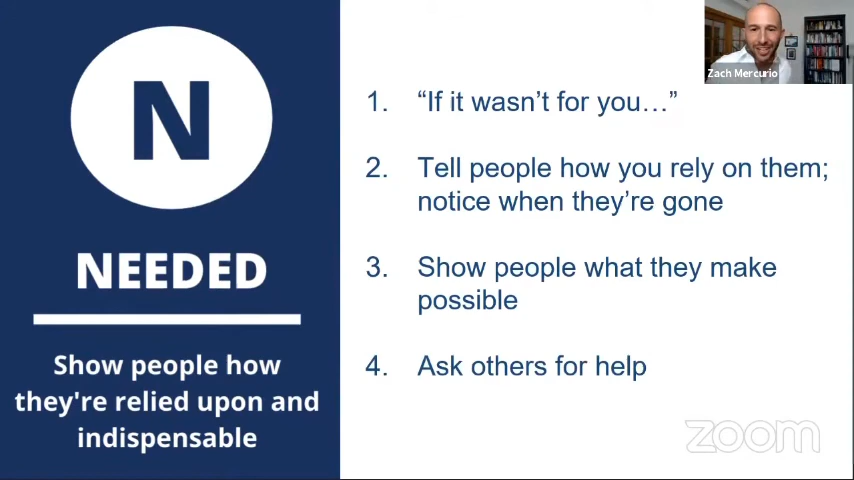 N
NEEDED
Show people how
they're relied upon and
indispensable
1. “If it wasn’t for you…”
2. Tell people how you rely on them;
notice when they’re gone
3. Show people what they make
possible
4. Ask others for help
Zach Mercurio
zoom